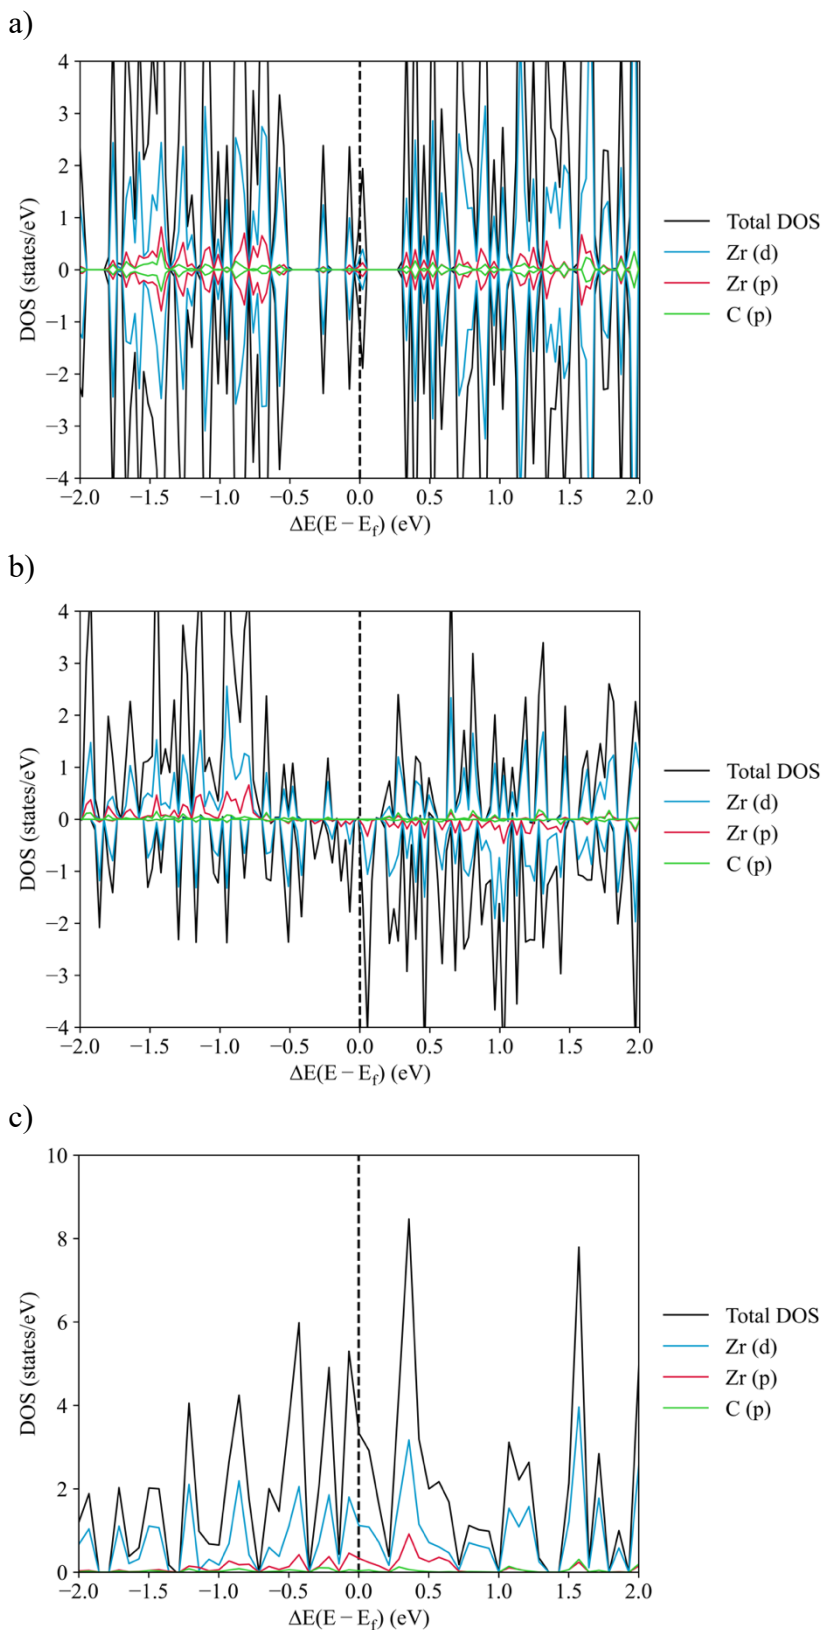 a)
4
3
2
1
0
−1
−2
−3
−4
DOS (states/eV)
−2.0 −1.5 −1.0 −0.5 0.0 0.5 1.0 1.5 2.0
ΔE(E − E_f) (eV)
Total DOS
Zr (d)
Zr (p)
C (p)
b)
4
3
2
1
0
−1
−2
−3
−4
DOS (states/eV)
−2.0 −1.5 −1.0 −0.5 0.0 0.5 1.0 1.5 2.0
ΔE(E − E_f) (eV)
Total DOS
Zr (d)
Zr (p)
C (p)
c)
10
8
6
4
2
0
DOS (states/eV)
−2.0 −1.5 −1.0 −0.5 0.0 0.5 1.0 1.5 2.0
ΔE(E − E_f) (eV)
Total DOS
Zr (d)
Zr (p)
C (p)